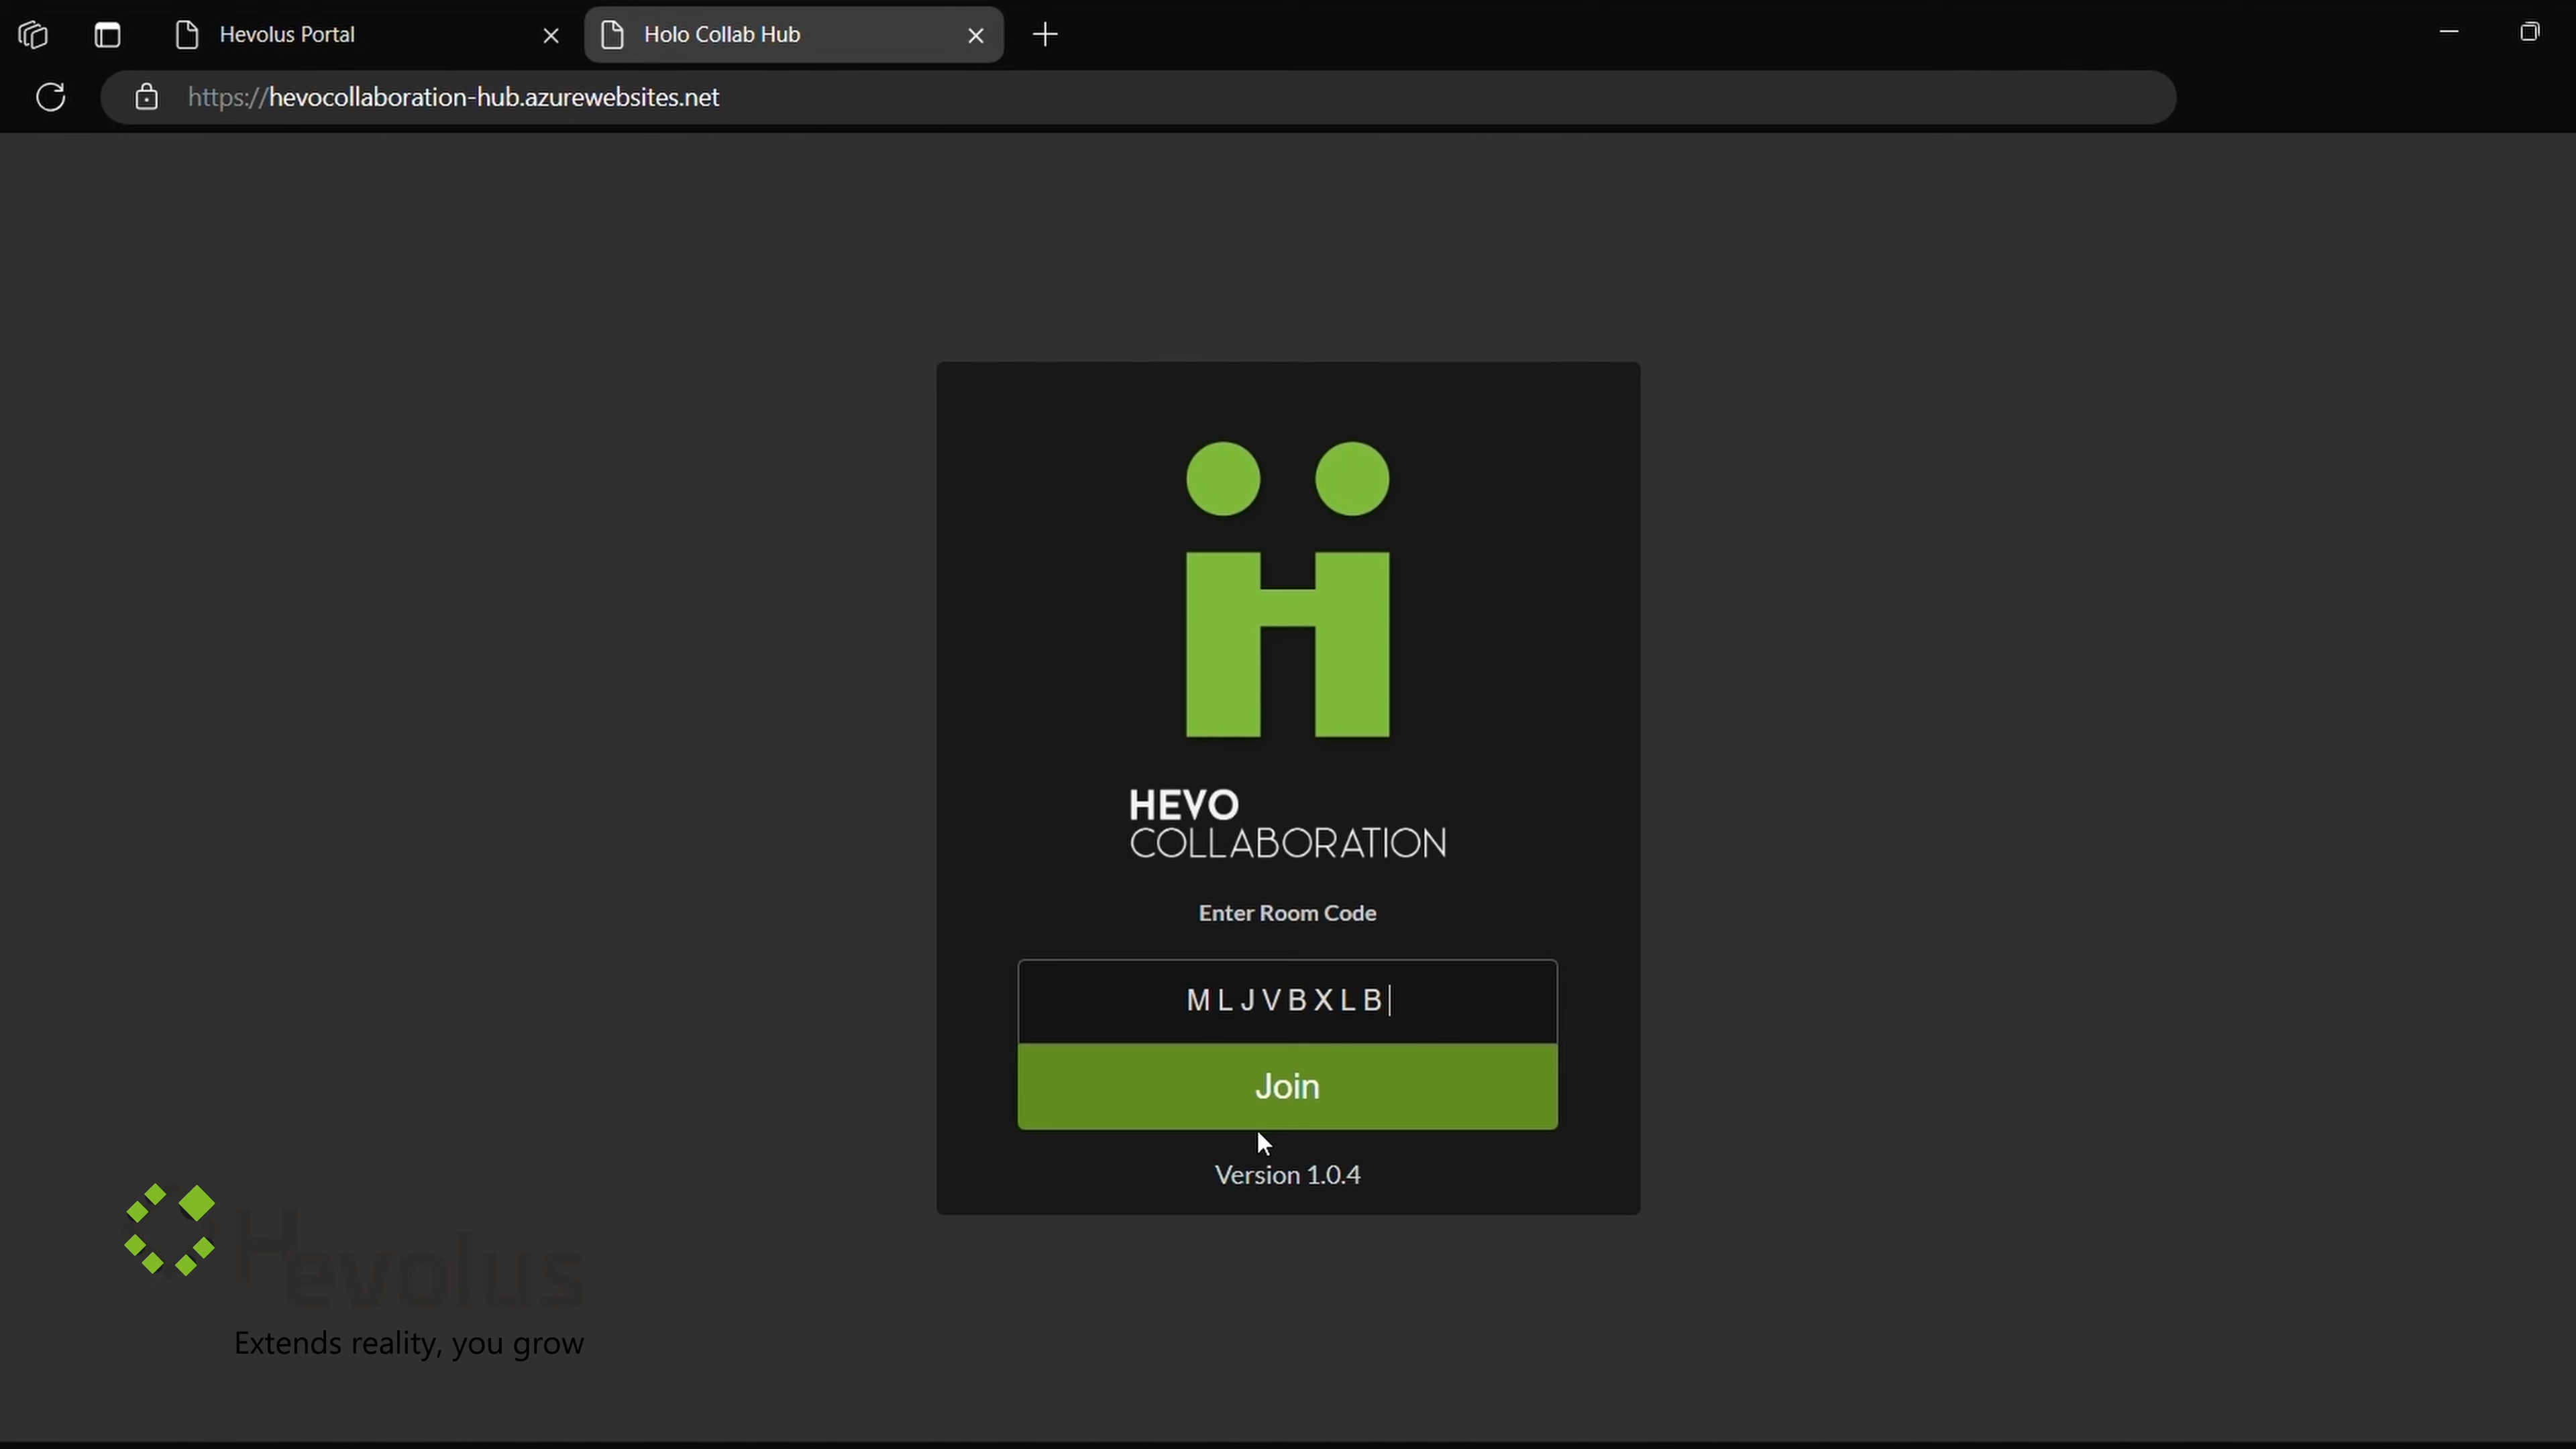 Hevolus Portal
Holo Collab Hub
https://hevocollaboration-hub.azurewebsites.net
HEVO
COLLABORATION
Enter Room Code
MLJVBXLB
Join
Version 1.0.4
Hevolus
Extends reality, you grow